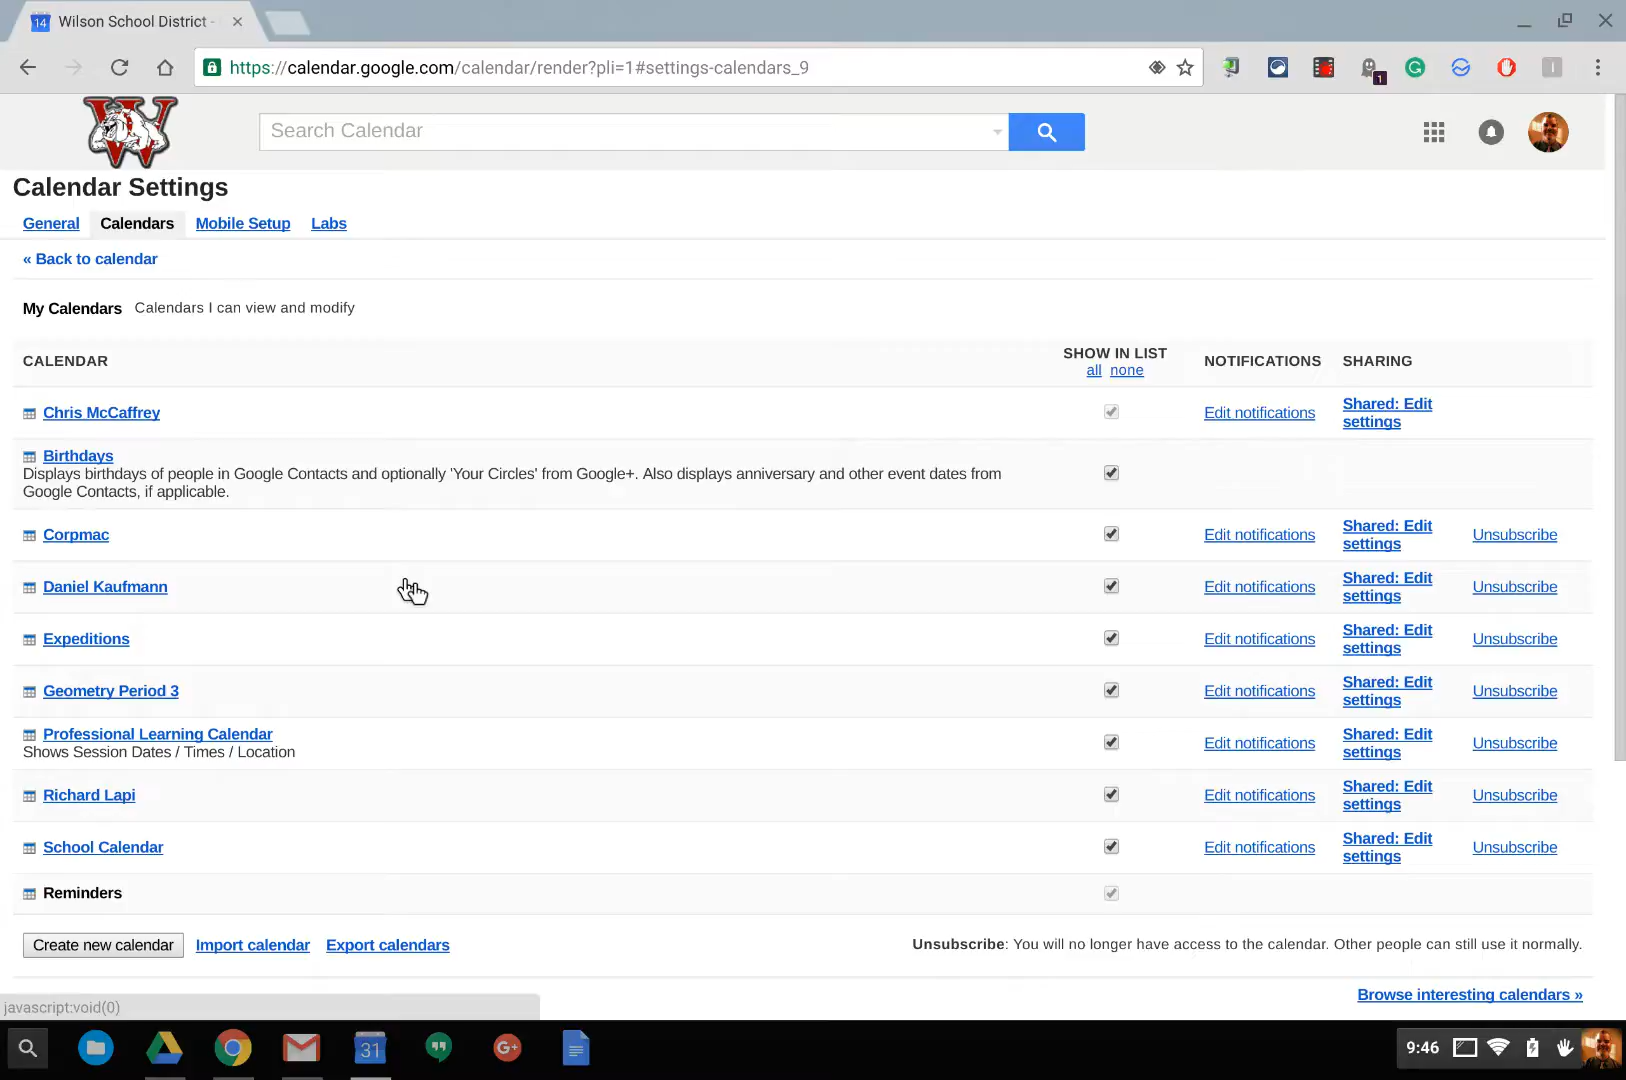 14 Wilson School District -
https://calendar.google.com/calendar/render?pli=1#settings-calendars_9
1
W
Search Calendar
Calendar Settings
General Calendars Mobile Setup Labs
« Back to calendar
My Calendars Calendars I can view and modify
CALENDAR SHOW IN LIST NOTIFICATIONS SHARING
all none
Chris McCaffrey Edit notifications Shared: Edit
settings
Birthdays
Displays birthdays of people in Google Contacts and optionally 'Your Circles' from Google+. Also displays anniversary and other event dates from
Google Contacts, if applicable.
Corpmac Edit notifications Shared: Edit
settings Unsubscribe
Daniel Kaufmann Edit notifications Shared: Edit
settings Unsubscribe
Expeditions Edit notifications Shared: Edit
settings Unsubscribe
Geometry Period 3 Edit notifications Shared: Edit
settings Unsubscribe
Professional Learning Calendar Edit notifications Shared: Edit
Shows Session Dates / Times / Location settings Unsubscribe
Richard Lapi Edit notifications Shared: Edit
settings Unsubscribe
School Calendar Edit notifications Shared: Edit
settings Unsubscribe
Reminders
Create new calendar Import calendar Export calendars Unsubscribe: You will no longer have access to the calendar. Other people can still use it normally.
Browse interesting calendars »
javascript:void(0)
31 G+ 9:46